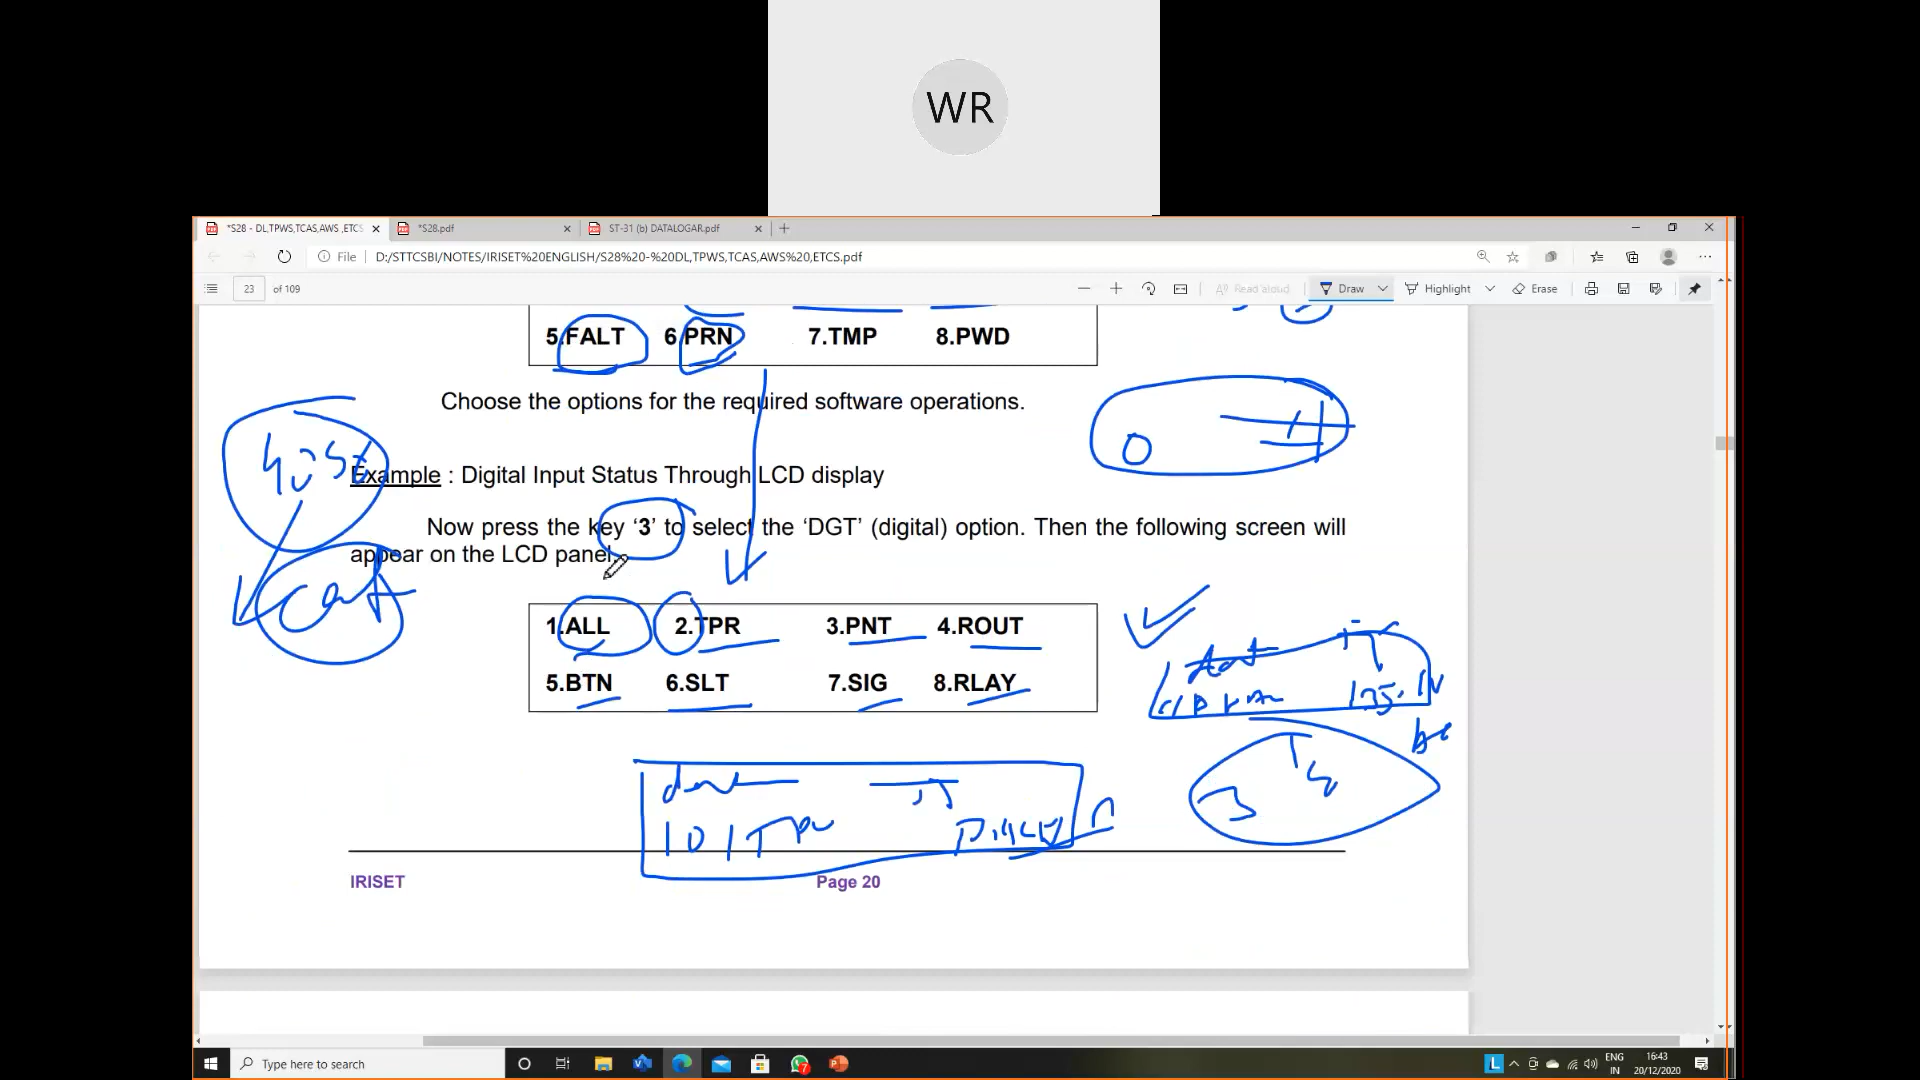 WR
*S28 - DL,TPWS,TCAS,AWS ,ETCS
*S28.pdf
ST-31 (b) DATALOGAR.pdf
File D:/STTCSBI/NOTES/IRISET%20ENGLISH/S28%20-%20DL,TPWS,TCAS,AWS%20,ETCS.pdf
23 of 109
Read aloud Draw Highlight Erase
5.FALT 6 PRN 7.TMP 8.PWD
Choose the options for the required software operations.
Example : Digital Input Status Through LCD display
Now press the key ‘3’ to select the ‘DGT’ (digital) option. Then the following screen will
appear on the LCD panel.
1.ALL 2.TPR 3.PNT 4.ROUT
5.BTN 6.SLT 7.SIG 8.RLAY
IRISET Page 20
Type here to search
ENG 16:43
IN 20/12/2020